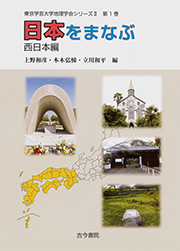 東京学芸大学地理学会シリーズⅡ 第1巻
日本をまなぶ
西日本編
上野和彦・本木弘悌・立川和平 編
古今書院